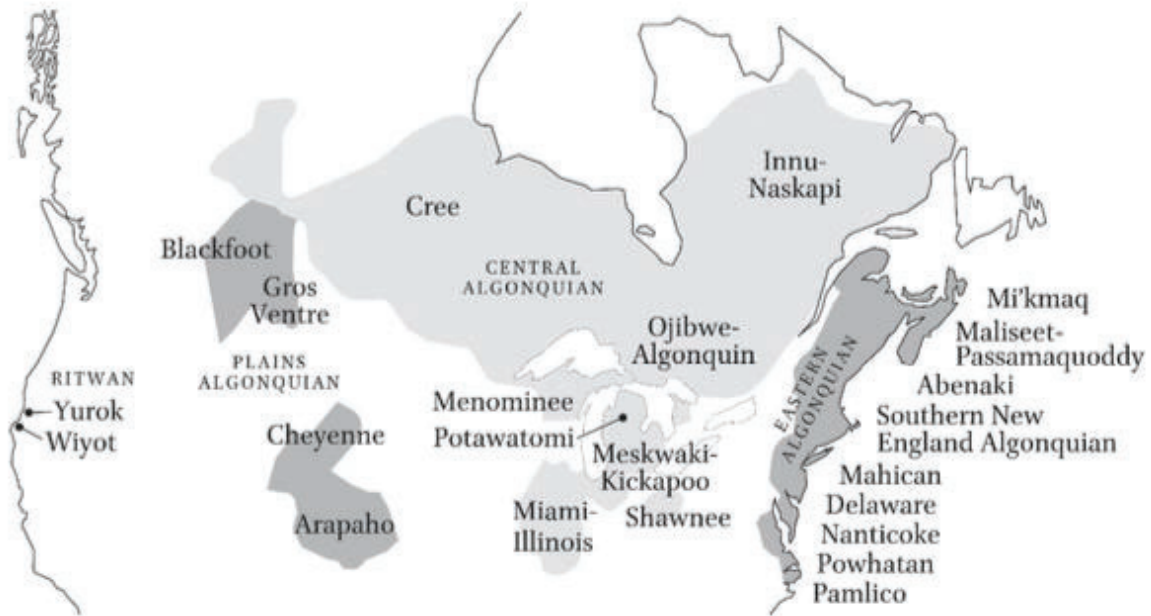 Innu-
Naskapi
Cree
Blackfoot
Gros
Ventre
CENTRAL
ALGONQUIAN
Ojibwe-
Algonquin
Mi'kmaq
Maliseet-
Passamaquoddy
Abenaki
Southern New
England Algonquian
Mahican
Delaware
Nanticoke
Powhatan
Pamlico
EASTERN
ALGONQUIAN
PLAINS
ALGONQUIAN
RITWAN
Yurok
Wiyot
Cheyenne
Arapaho
Menominee
Potawatomi
Meskwaki-
Kickapoo
Miami-
Illinois
Shawnee